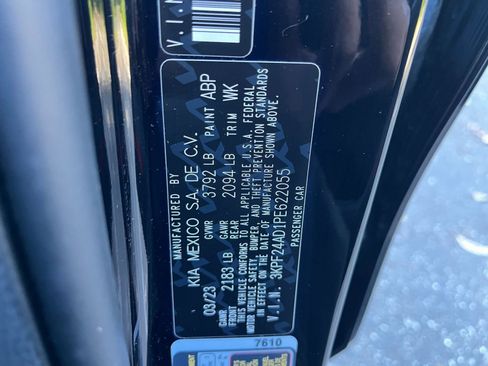 MANUFACTURED BY
KIA MEXICO S.A. DE C.V.
03/23 GVWR 3792 LB PAINT ABP
GAWR FRONT 2183 LB GAWR REAR 2094 LB TRIM WK
THIS VEHICLE CONFORMS TO ALL APPLICABLE U.S.A. FEDERAL
MOTOR VEHICLE SAFETY, BUMPER, AND THEFT PREVENTION STANDARDS
IN EFFECT ON THE DATE OF MANUFACTURE SHOWN ABOVE.
V.I.N. 3KPF24AD1PE622055
PASSENGER CAR
V.I.N
7610